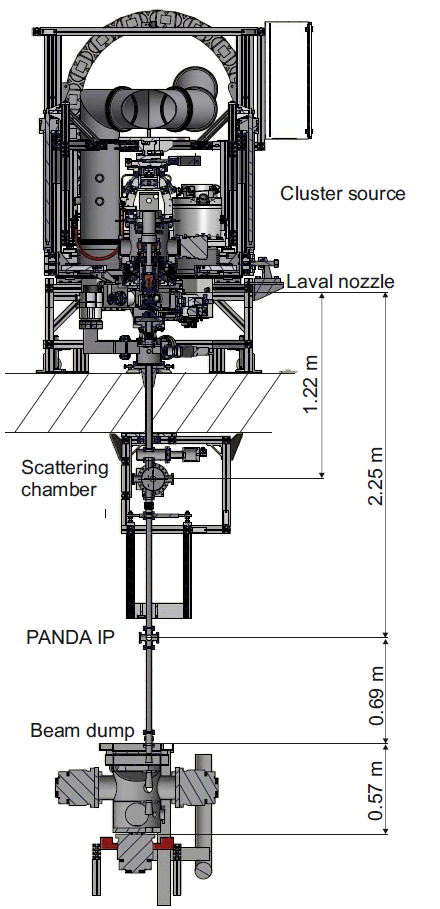 Cluster source
Laval nozzle
1.22 m
2.25 m
Scattering
chamber
PANDA IP
0.69 m
Beam dump
0.57 m